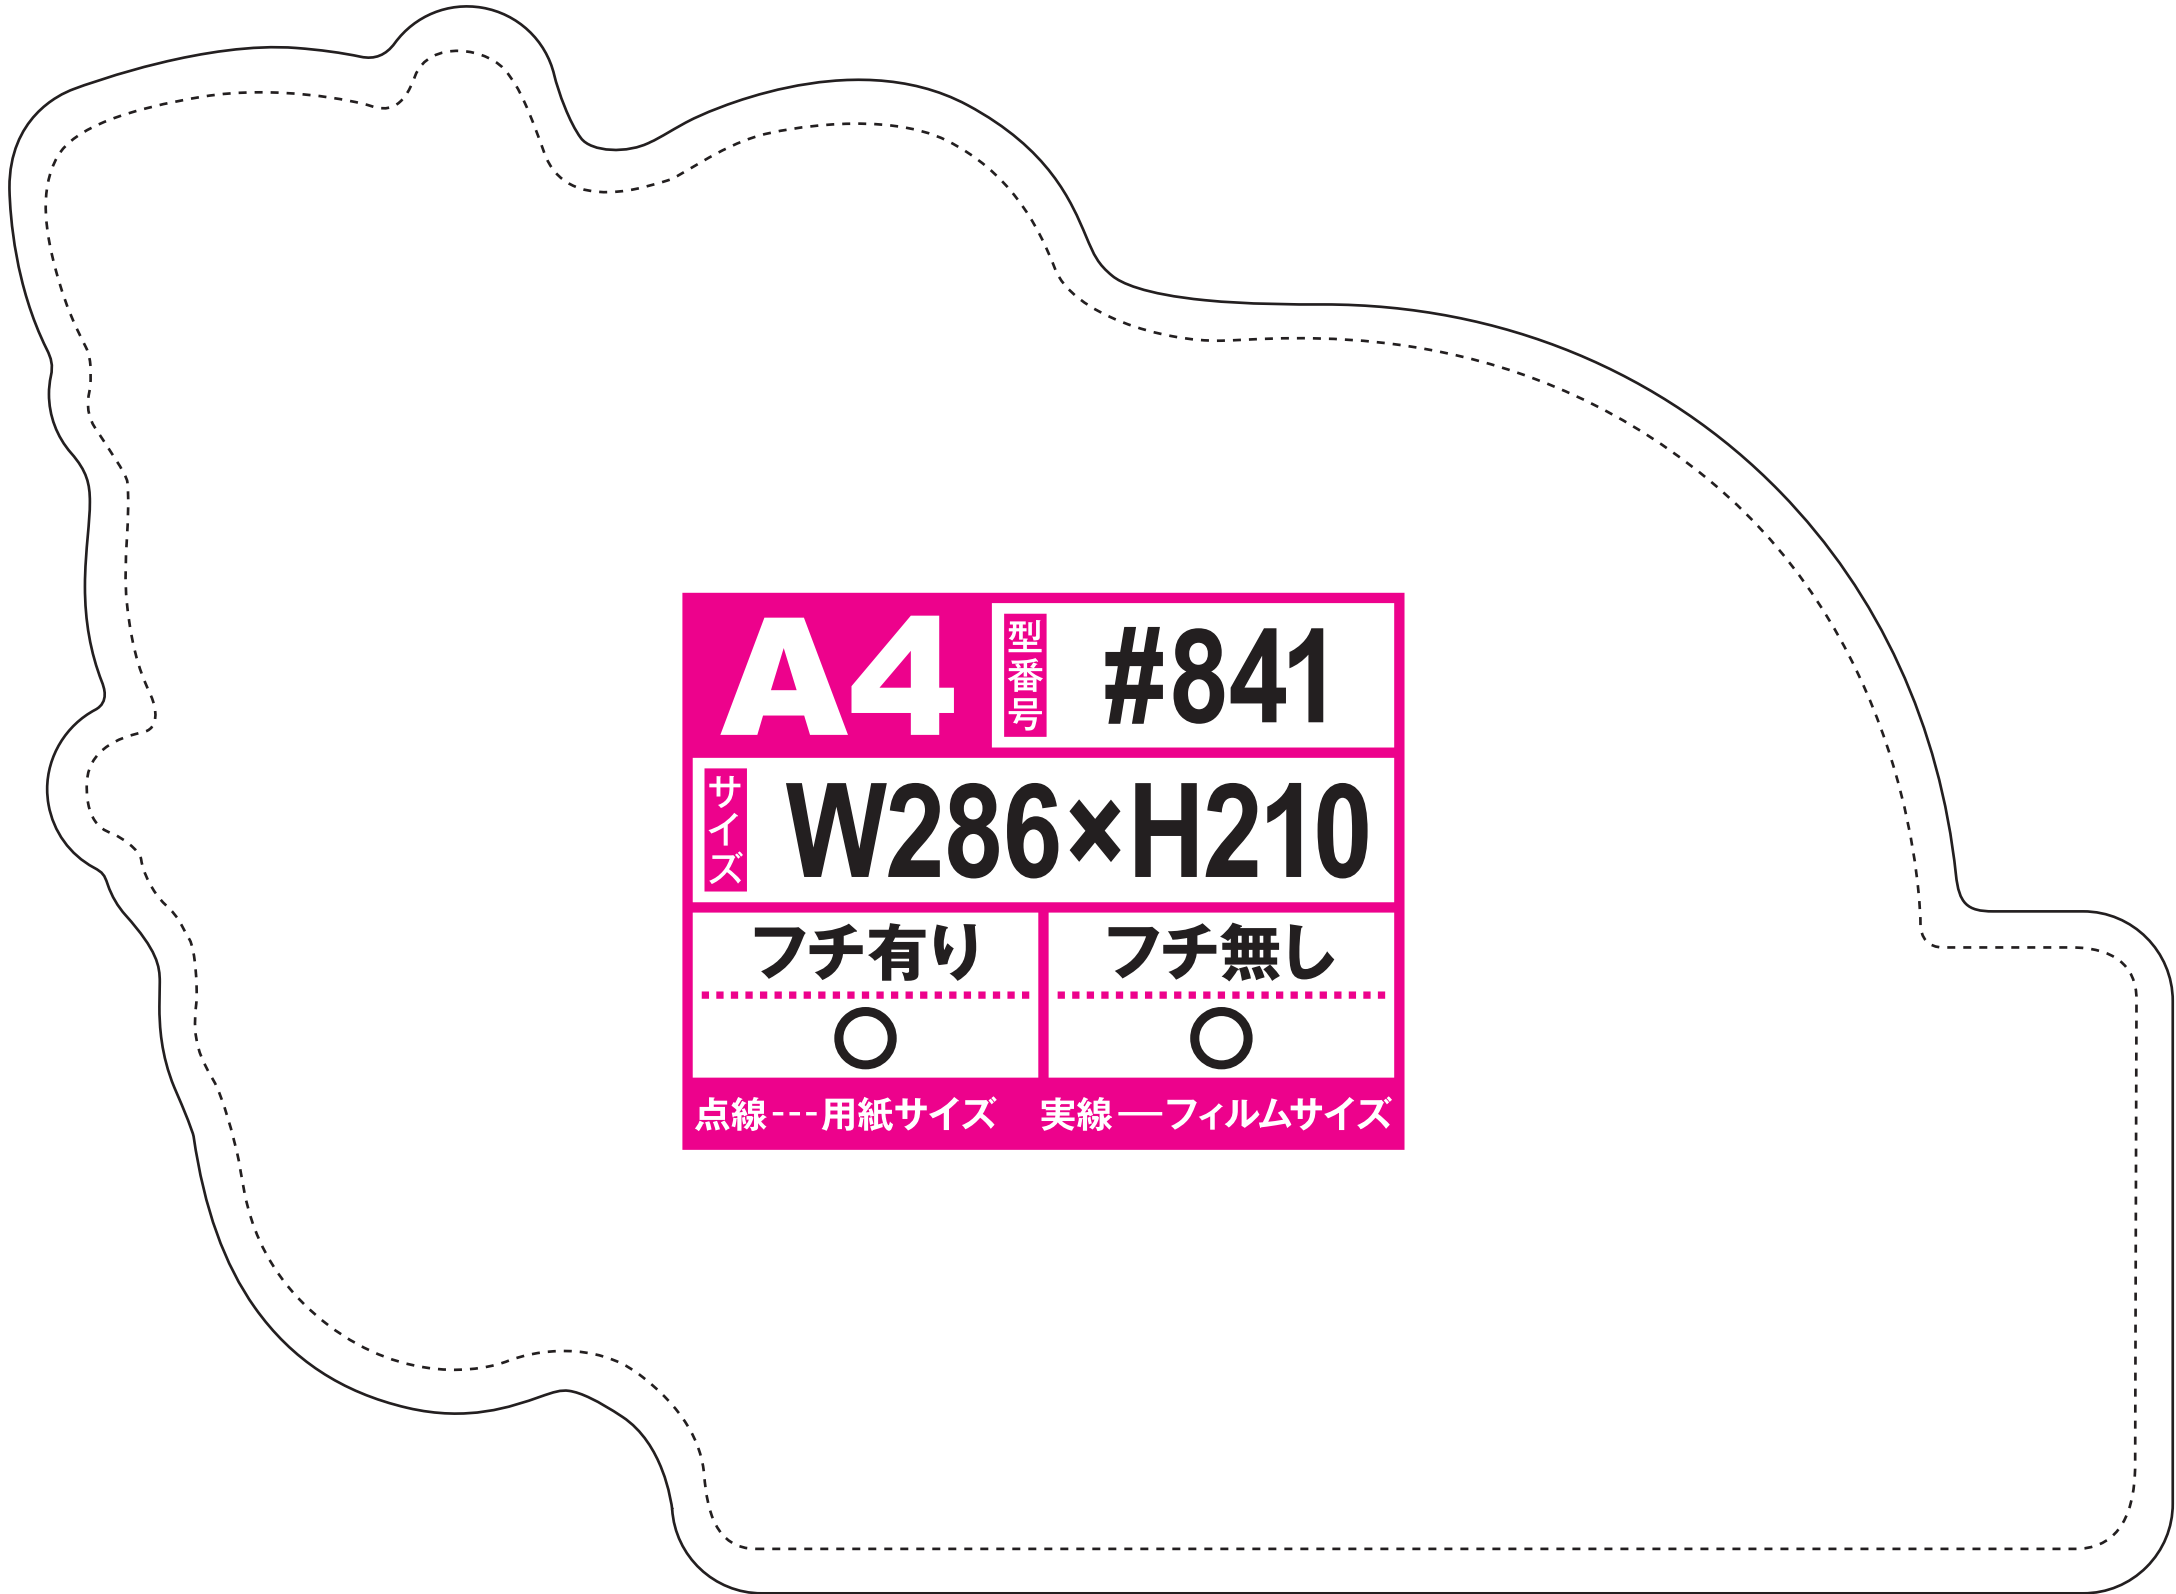 A4
型番号 #841
サイズ W286×H210
フチ有り フチ無し
○ ○
点線---用紙サイズ 実線―フィルムサイズ